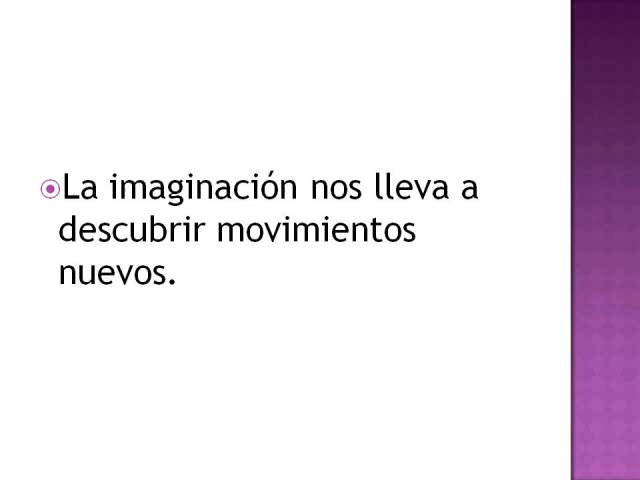 La imaginación nos lleva a
descubrir movimientos
nuevos.